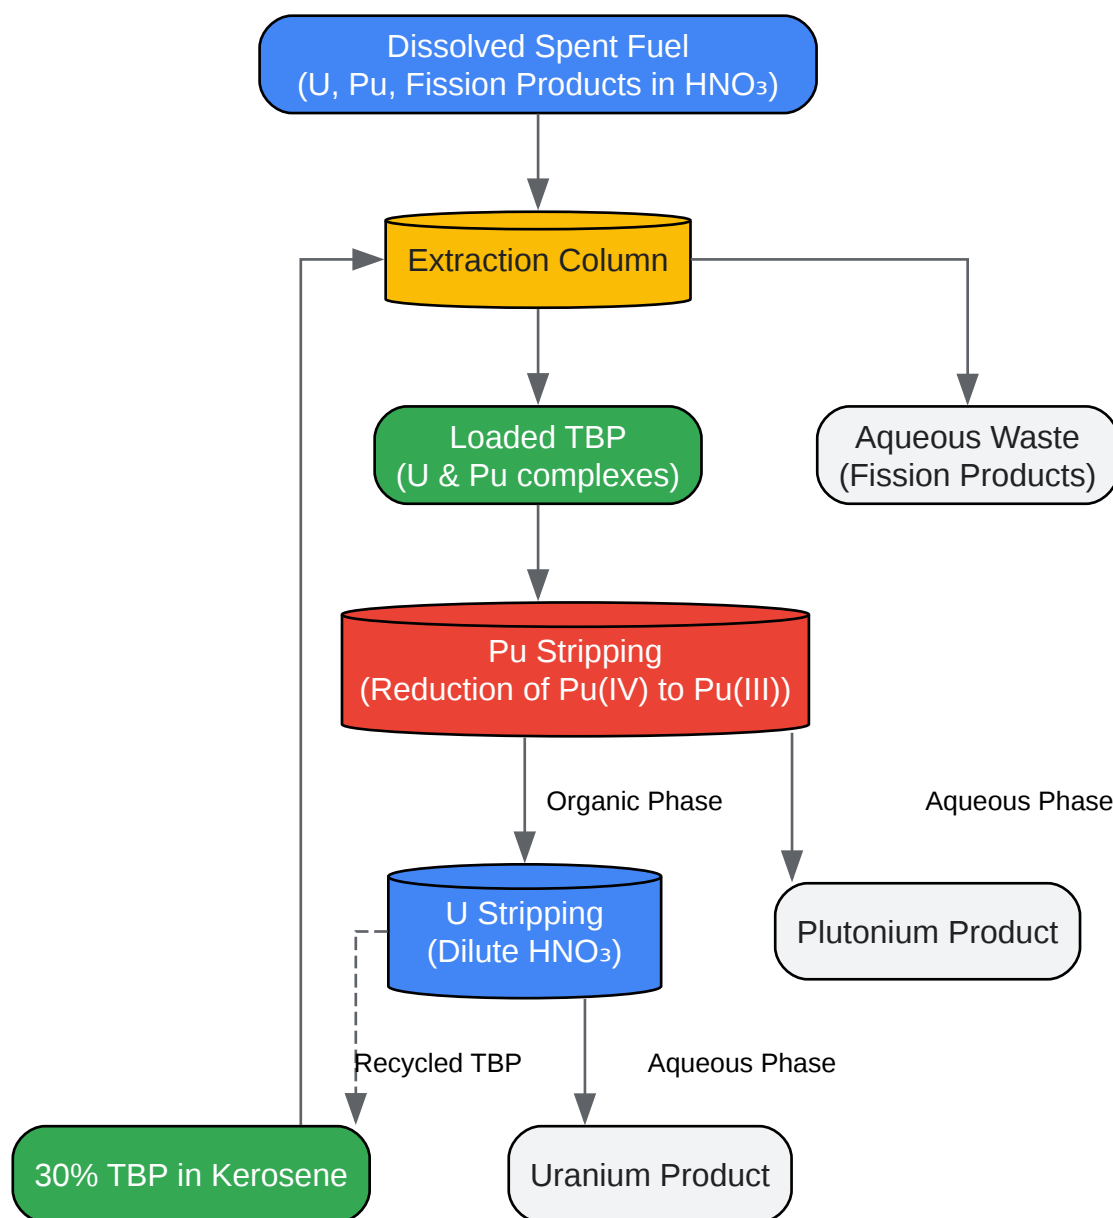 Dissolved Spent Fuel
(U, Pu, Fission Products in HNO₃)
Extraction Column
Loaded TBP
(U & Pu complexes)
Aqueous Waste
(Fission Products)
Pu Stripping
(Reduction of Pu(IV) to Pu(III))
Organic Phase
Aqueous Phase
U Stripping
(Dilute HNO₃)
Plutonium Product
Recycled TBP
Aqueous Phase
30% TBP in Kerosene
Uranium Product